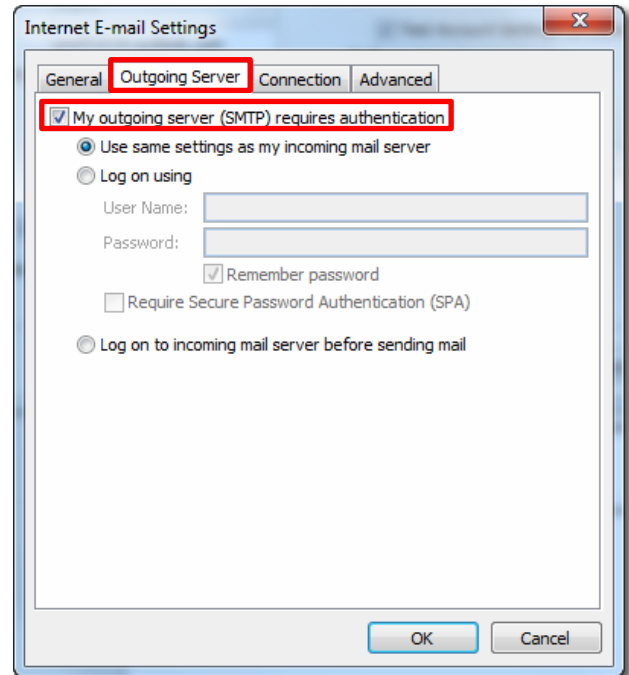 Internet E-mail Settings
General Outgoing Server Connection Advanced
My outgoing server (SMTP) requires authentication
Use same settings as my incoming mail server
Log on using
User Name:
Password:
Remember password
Require Secure Password Authentication (SPA)
Log on to incoming mail server before sending mail
OK Cancel